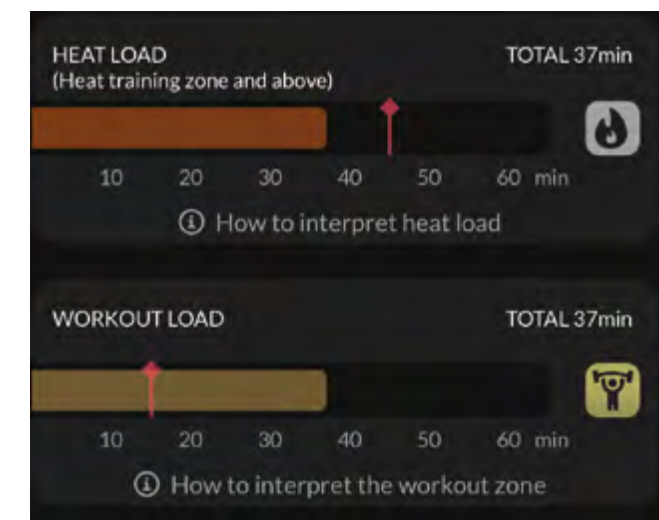 HEAT LOAD
TOTAL 37min
(Heat training zone and above)
10 20 30 40 50 60 min
How to interpret heat load
WORKOUT LOAD
TOTAL 37min
10 20 30 40 50 60 min
How to interpret the workout zone